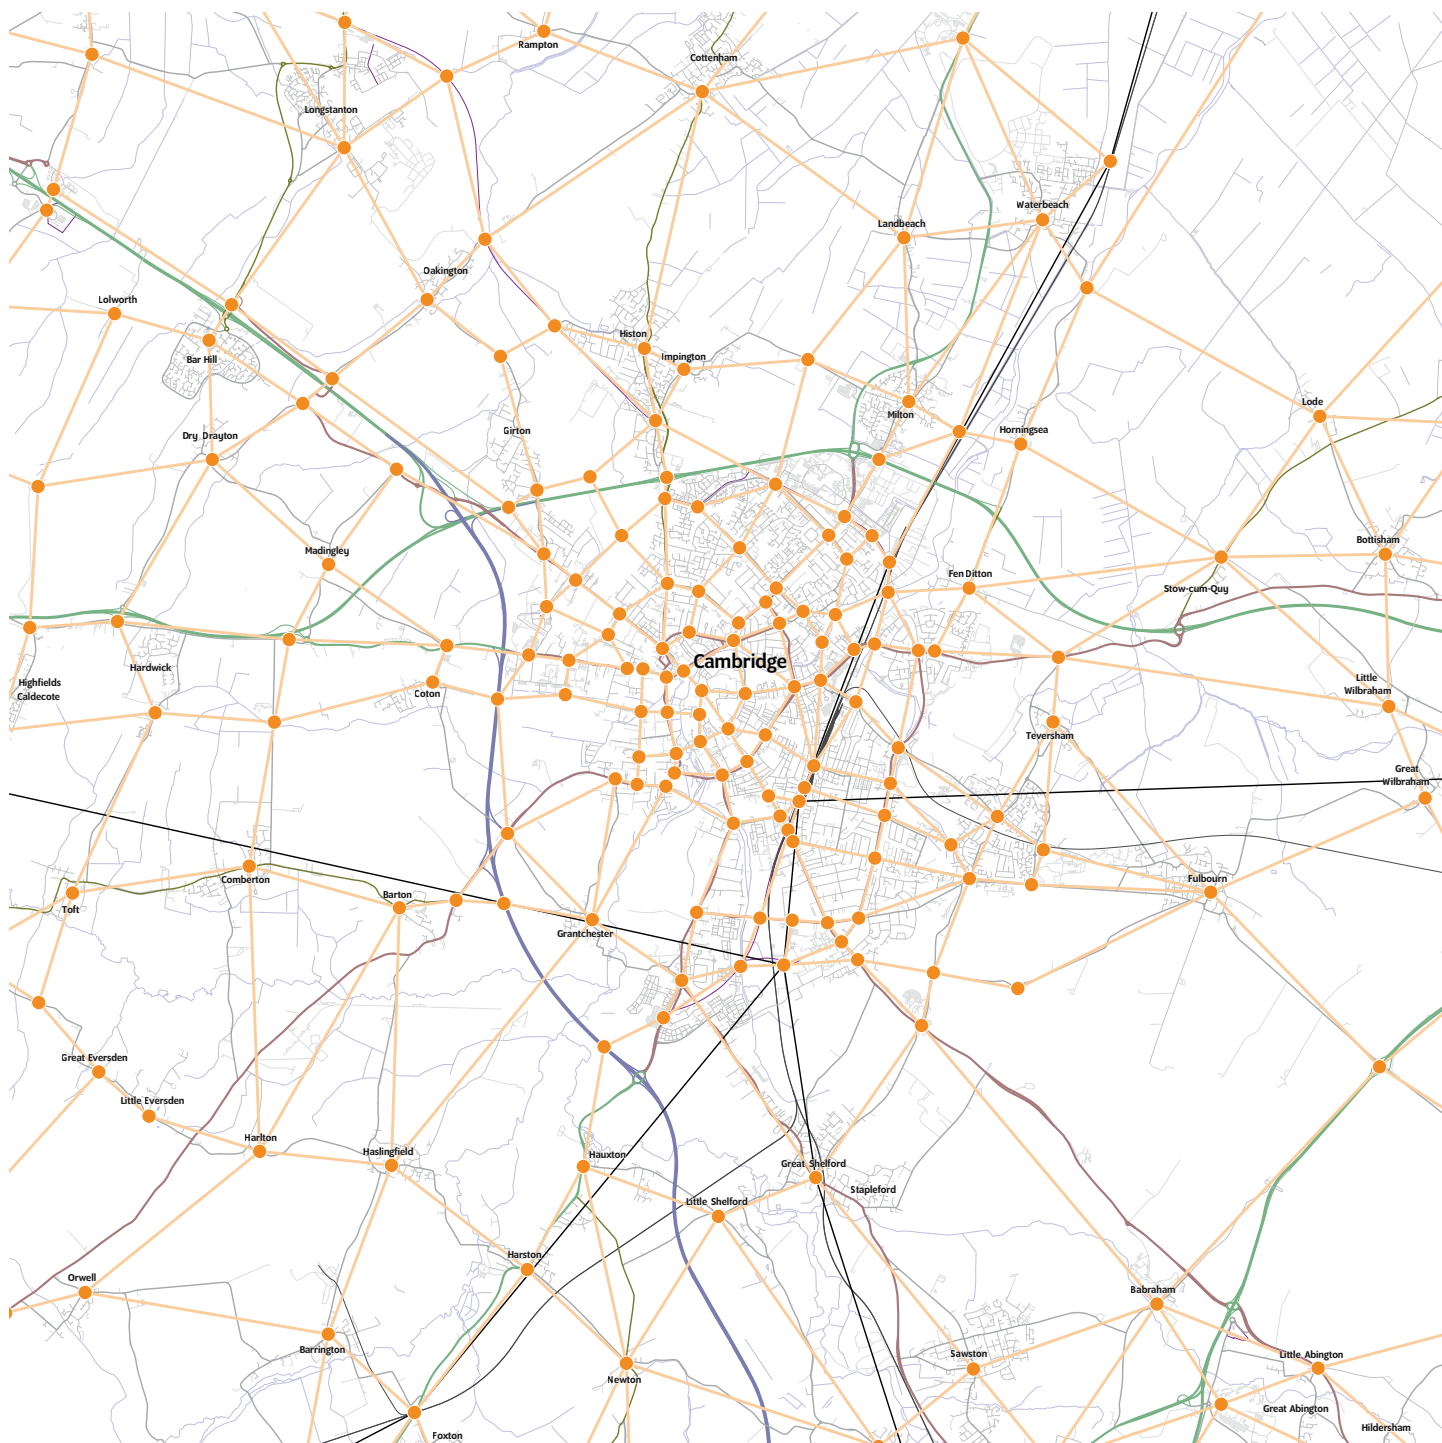 Rampton
Cottenham
Longstanton
Waterbeach
Landbeach
Oakington
Lolworth
Histon
Impington
Bar Hill
Lode
Milton
Girton
Horningsea
Dry Drayton
Bottisham
Madingley
Fen Ditton
Stow-cum-Quy
Cambridge
Hardwick
Highfields
Caldecote
Coton
Little
Wilbraham
Teversham
Great
Wilbraham
Comberton
Fulbourn
Barton
Toft
Grantchester
Great Eversden
Little Eversden
Harlton
Haslingfield
Hauxton
Great Shelford
Stapleford
Little Shelford
Harston
Orwell
Babraham
Barrington
Sawston
Little Abington
Newton
Great Abington
Hildersham
Foxton